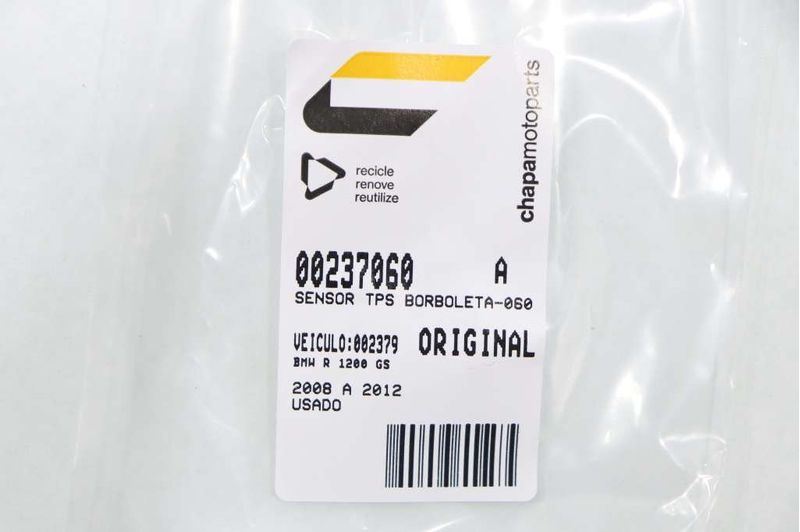 chapamotoparts
recicle
renove
reutilize
00237060 A
SENSOR TPS BORBOLETA-060
VEICULO:002379 ORIGINAL
BMW R 1200 GS
2008 A 2012
USADO